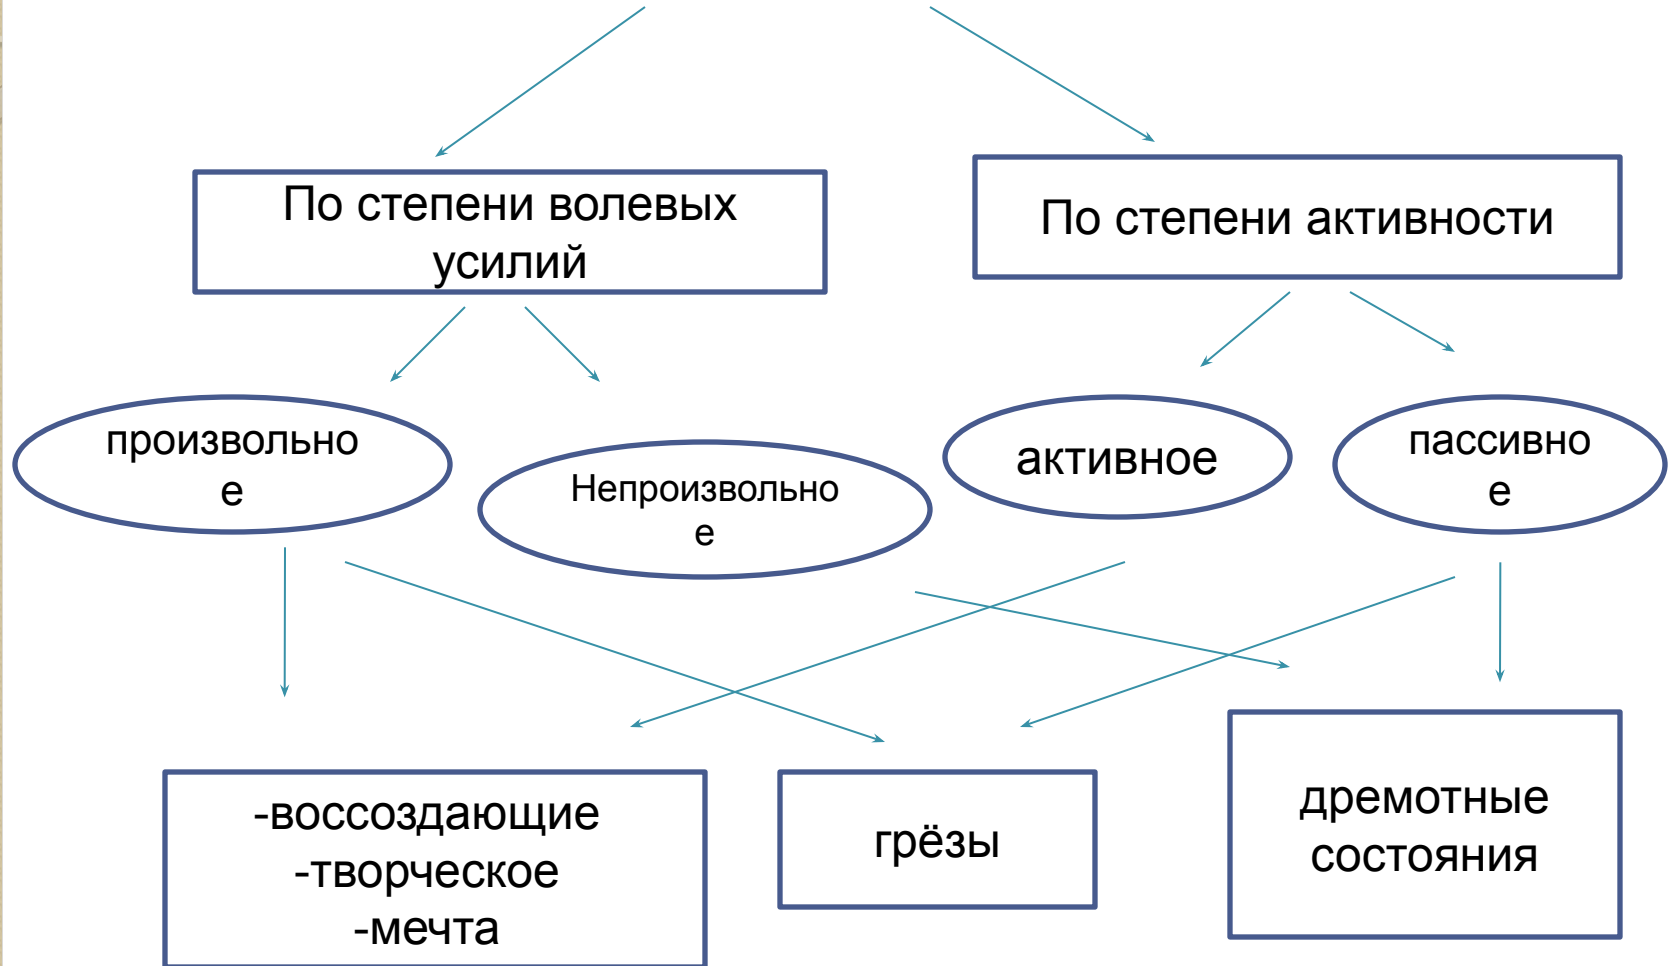 По степени волевых
усилий
По степени активности
произвольно
е
Непроизвольно
е
активное
пассивно
е
-воссоздающие
-творческое
-мечта
грёзы
дремотные
состояния